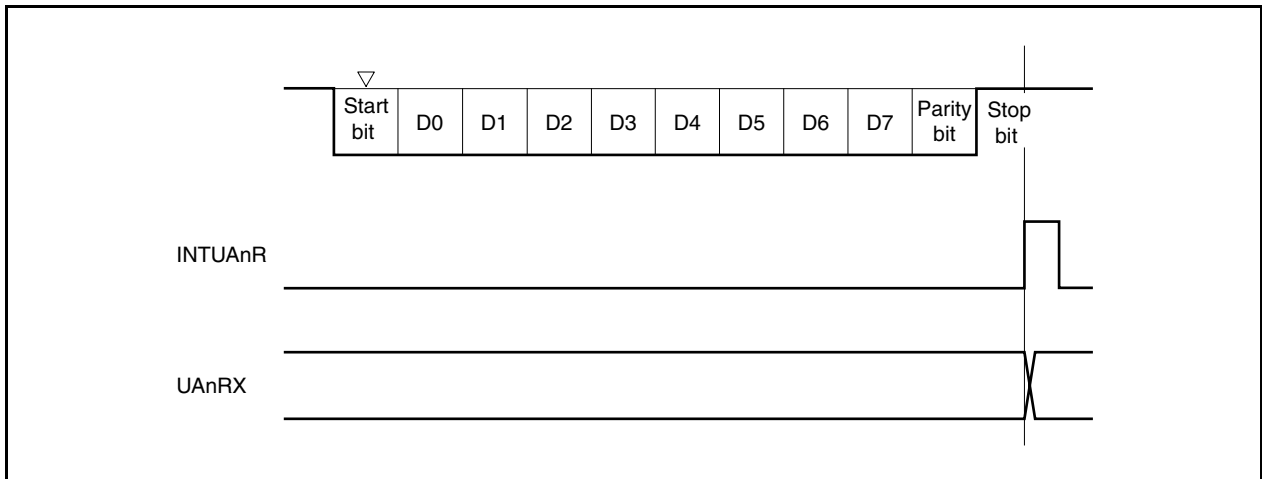 Start
bit
D0
D1
D2
D3
D4
D5
D6
D7
Parity
bit
Stop
bit
INTUAnR
UAnRX